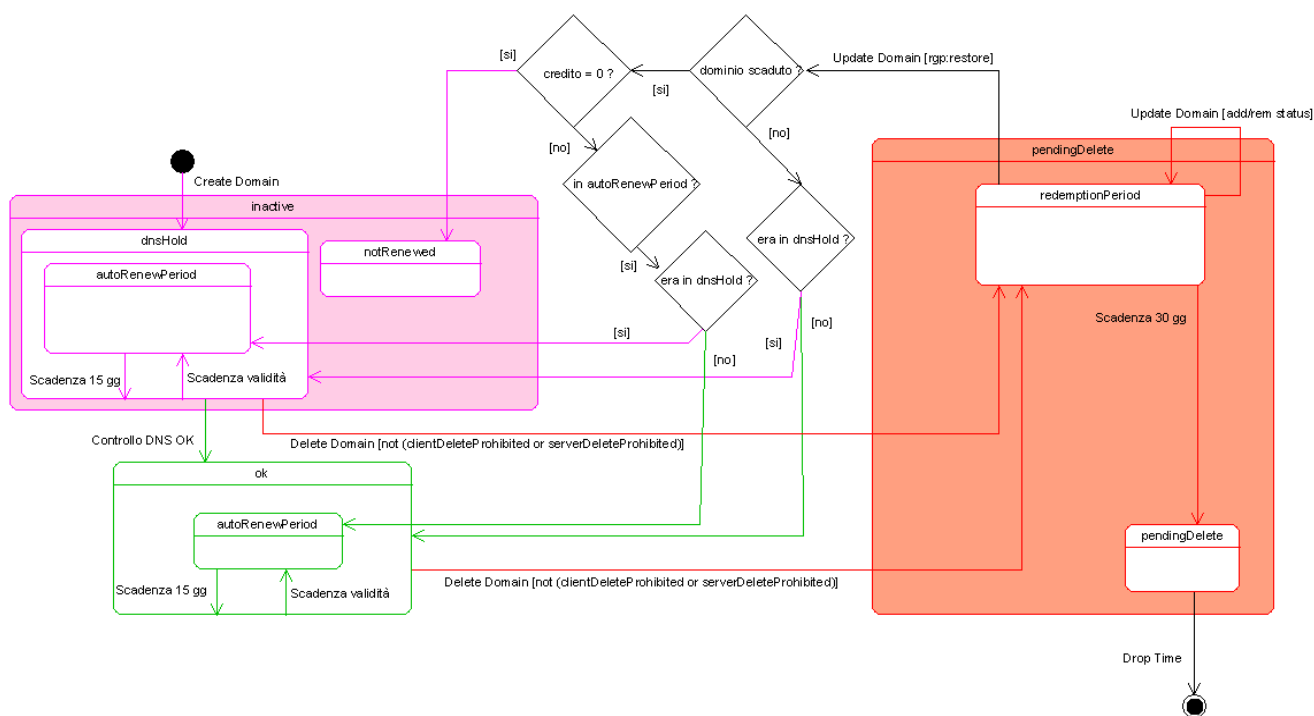 [si]
credito = 0 ?
[si]
dominio scaduto ?
Update Domain [rgp:restore]
Update Domain [add/rem status]
[no]
[no]
pendingDelete
in autoRenewPeriod ?
redemptionPeriod
Create Domain
inactive
dnsHold
notRenewed
era in dnsHold ?
[si]
autoRenewPeriod
era in dnsHold ?
Scadenza 30 gg
[si]
[no]
[si]
[no]
Scadenza 15 gg
Scadenza validità
Controllo DNS OK
Delete Domain [not (clientDeleteProhibited or serverDeleteProhibited)]
ok
autoRenewPeriod
pendingDelete
Scadenza 15 gg
Scadenza validità
Delete Domain [not (clientDeleteProhibited or serverDeleteProhibited)]
Drop Time